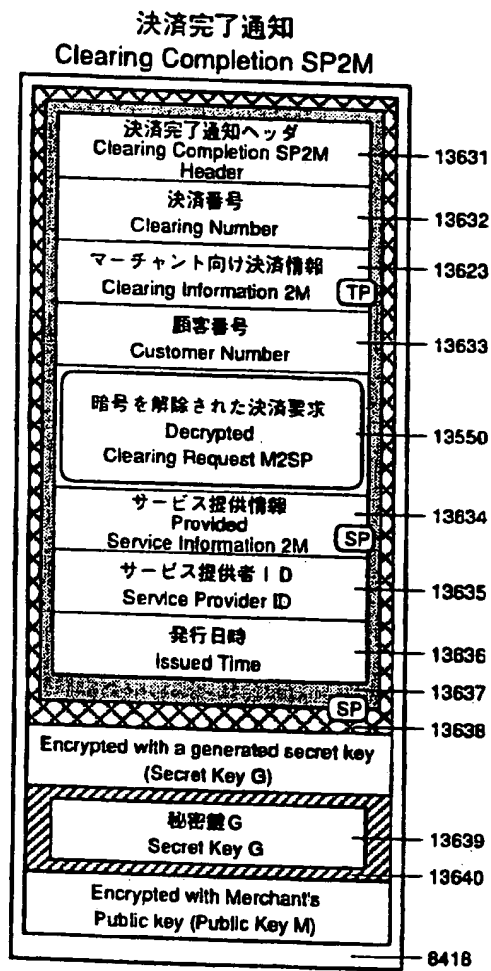 決済完了通知
Clearing Completion SP2M
決済完了通知ヘッダ
Clearing Completion SP2M
Header
13631
決済番号
Clearing Number
13632
マーチャント向け決済情報
Clearing Information 2M
TP
13623
顧客番号
Customer Number
13633
暗号を解除された決済要求
Decrypted
Clearing Request M2SP
13550
サービス提供情報
Provided
Service Information 2M
SP
13634
サービス提供者ID
Service Provider ID
13635
発行日時
Issued Time
13636
13637
SP
13638
Encrypted with a generated secret key
(Secret Key G)
秘密鍵G
Secret Key G
13639
13640
Encrypted with Merchant's
Public key (Public Key M)
8418